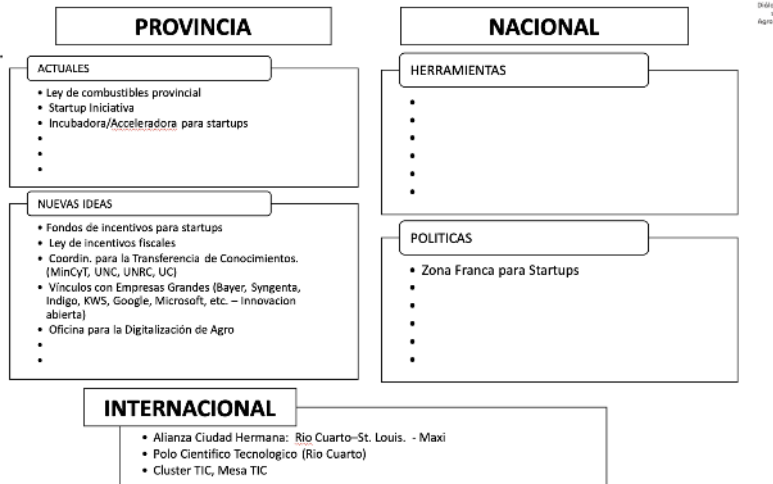 PROVINCIA
ACTUALES
• Ley de combustibles provincial
• Startup Iniciativa
• Incubadora/Acceleradora para startups
•
•
•
NUEVAS IDEAS
• Fondos de incentivos para startups
• Ley de incentivos fiscales
• Coordin. para la Transferencia de Conocimientos.
(MinCyT, UNC, UNRC, UC)
• Vínculos con Empresas Grandes (Bayer, Syngenta,
Indigo, KWS, Google, Microsoft, etc. – Innovacion
abierta)
• Oficina para la Digitalización de Agro
•
•
NACIONAL
HERRAMIENTAS
•
•
•
•
•
•
POLITICAS
• Zona Franca para Startups
•
•
•
•
•
INTERNACIONAL
• Alianza Ciudad Hermana: Rio Cuarto–St. Louis. - Maxi
• Polo Cientifico Tecnologico (Rio Cuarto)
• Cluster TIC, Mesa TIC